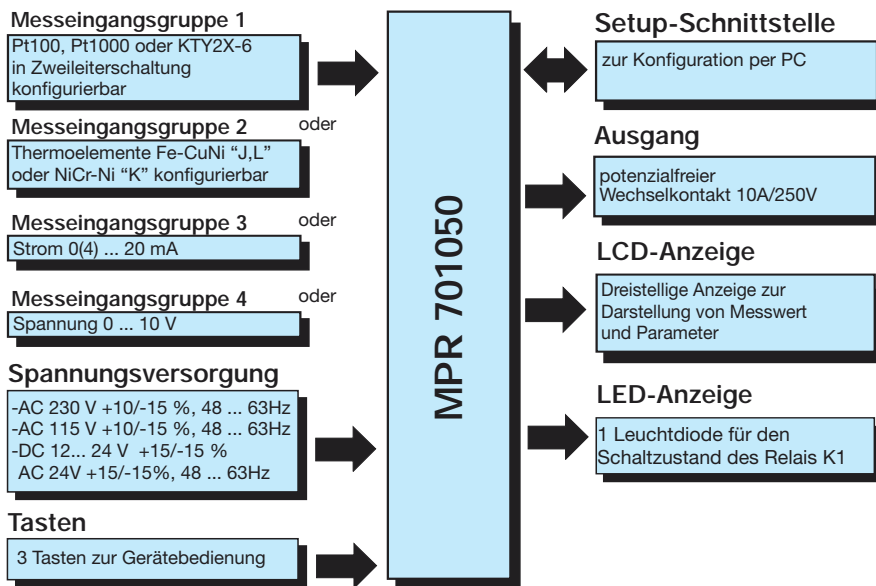 Messeingangsgruppe 1
Pt100, Pt1000 oder KTY2X-6
in Zweileiterschaltung
konfigurierbar
Messeingangsgruppe 2
oder
Thermoelemente Fe-CuNi “J,L”
oder NiCr-Ni “K” konfigurierbar
Messeingangsgruppe 3
oder
Strom 0(4) ... 20 mA
Messeingangsgruppe 4
oder
Spannung 0 ... 10 V
Spannungsversorgung
-AC 230 V +10/-15 %, 48 ... 63Hz
-AC 115 V +10/-15 %, 48 ... 63Hz
-DC 12... 24 V +15/-15 %
AC 24V +15/-15%, 48 ... 63Hz
Tasten
3 Tasten zur Gerätebedienung
MPR 701050
Setup-Schnittstelle
zur Konfiguration per PC
Ausgang
potenzialfreier
Wechselkontakt 10A/250V
LCD-Anzeige
Dreistellige Anzeige zur
Darstellung von Messwert
und Parameter
LED-Anzeige
1 Leuchtdiode für den
Schaltzustand des Relais K1